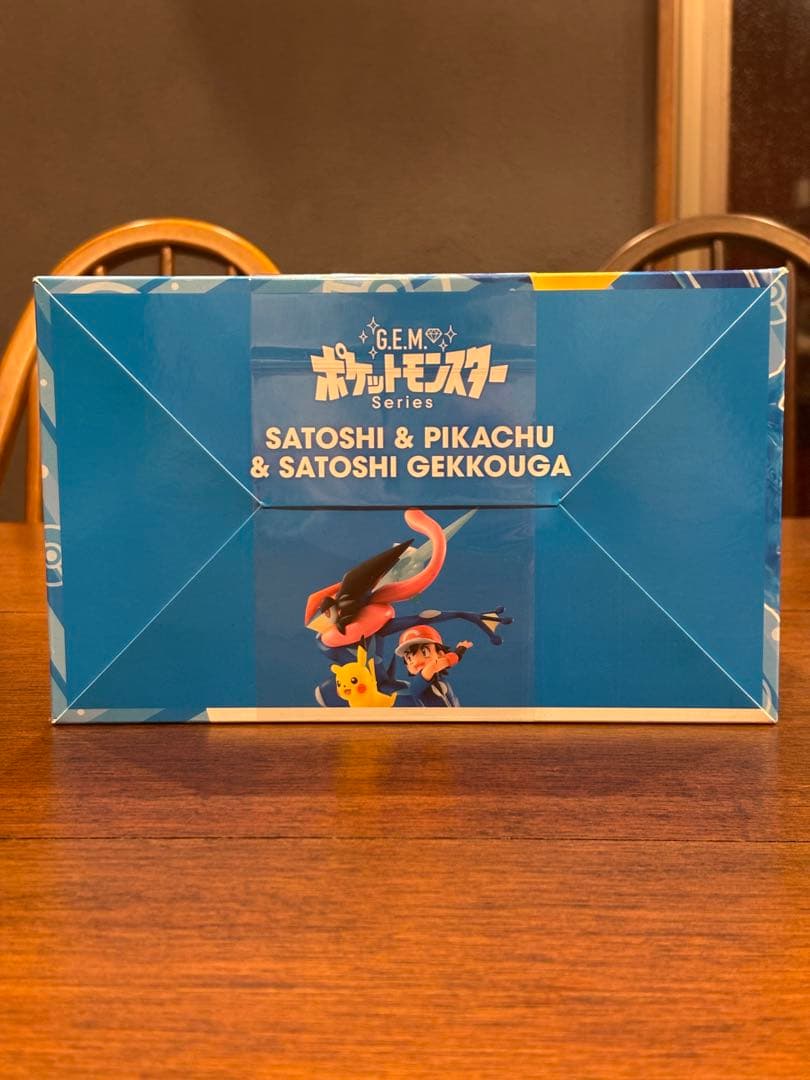 G.E.M.
ポケットモンスター
Series
SATOSHI & PIKACHU
& SATOSHI GEKKOUGA